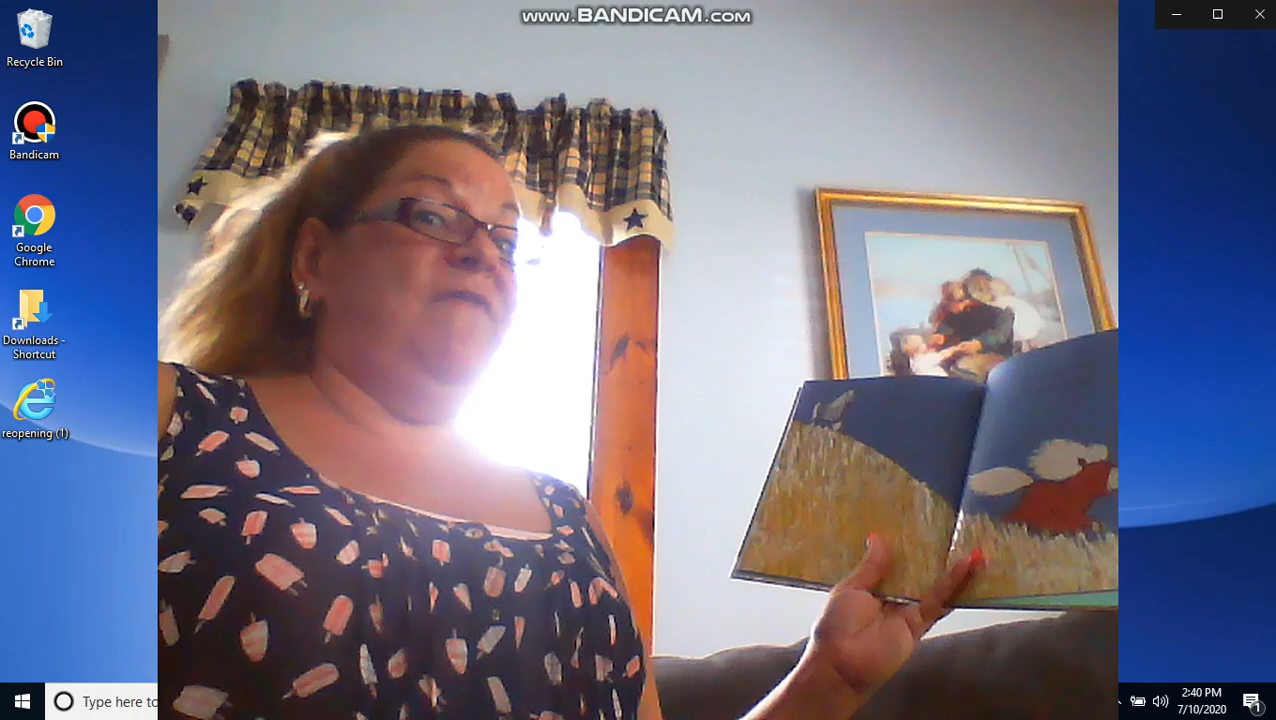 WWW.BANDICAM.COM
Recycle Bin
Bandicam
Google
Chrome
Downloads -
Shortcut
reopening (1)
Type here to
2:40 PM
7/10/2020
1